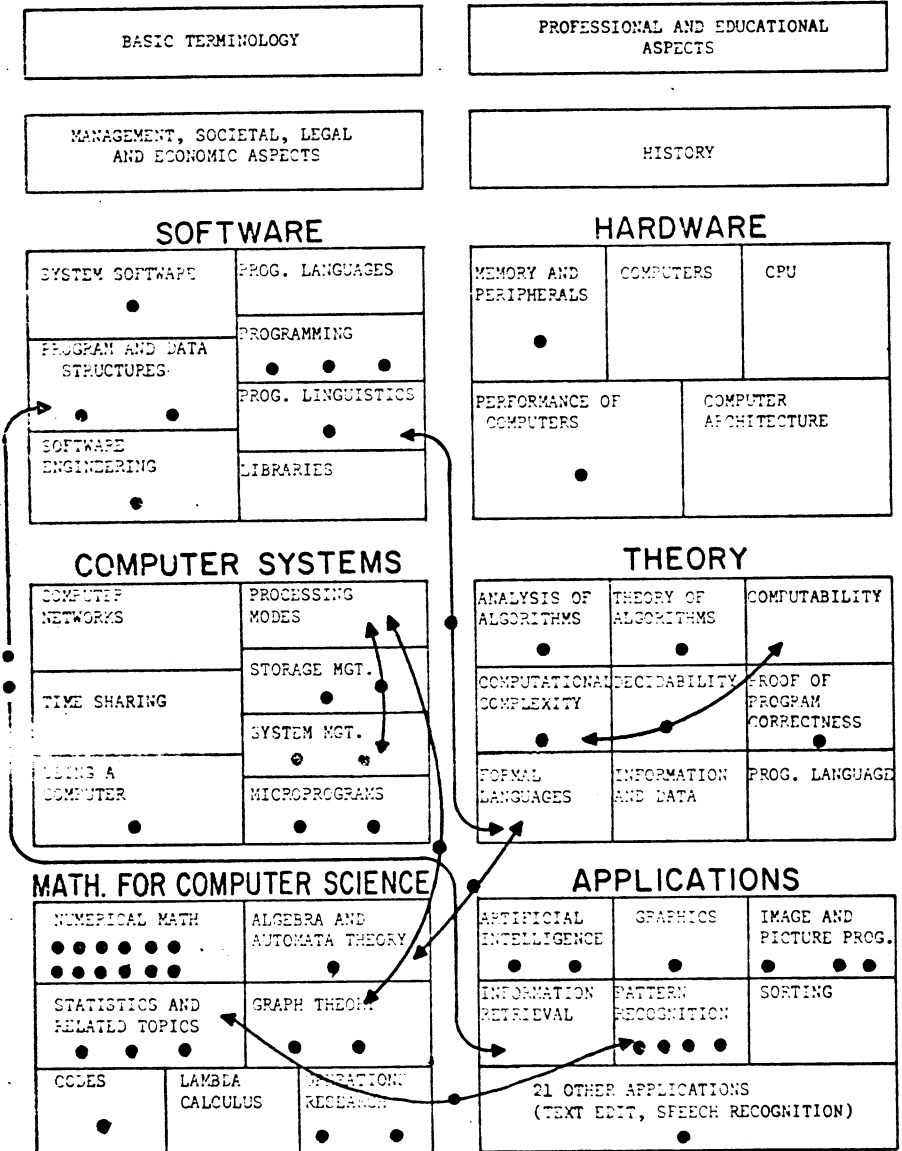 BASIC TERMINOLOGY
PROFESSIONAL AND EDUCATIONAL
ASPECTS
MANAGEMENT, SOCIETAL, LEGAL
AND ECONOMIC ASPECTS
HISTORY
SOFTWARE
SYSTEM SOFTWARE
PROG. LANGUAGES
PROGRAMMING
PROGRAM AND DATA
STRUCTURES
PROG. LINGUISTICS
SOFTWARE
ENGINEERING
LIBRARIES
HARDWARE
MEMORY AND
PERIPHERALS
COMPUTERS
CPU
PERFORMANCE OF
COMPUTERS
COMPUTER
ARCHITECTURE
COMPUTER SYSTEMS
COMPUTER
NETWORKS
PROCESSING
MODES
STORAGE MGT.
TIME SHARING
SYSTEM MGT.
USING A
COMPUTER
MICROPROGRAMS
THEORY
ANALYSIS OF
ALGORITHMS
THEORY OF
ALGORITHMS
COMPUTABILITY
COMPUTATIONAL
COMPLEXITY
DECIDABILITY
PROOF OF
PROGRAM
CORRECTNESS
FORMAL
LANGUAGES
INFORMATION
AND DATA
PROG. LANGUAGE
MATH. FOR COMPUTER SCIENCE
NUMERICAL MATH
ALGEBRA AND
AUTOMATA THEORY
STATISTICS AND
RELATED TOPICS
GRAPH THEORY
CODES
LAMBDA
CALCULUS
OPERATIONS
RESEARCH
APPLICATIONS
ARTIFICIAL
INTELLIGENCE
GRAPHICS
IMAGE AND
PICTURE PROG.
INFORMATION
RETRIEVAL
PATTERN
RECOGNITION
SORTING
21 OTHER APPLICATIONS
(TEXT EDIT, SPEECH RECOGNITION)